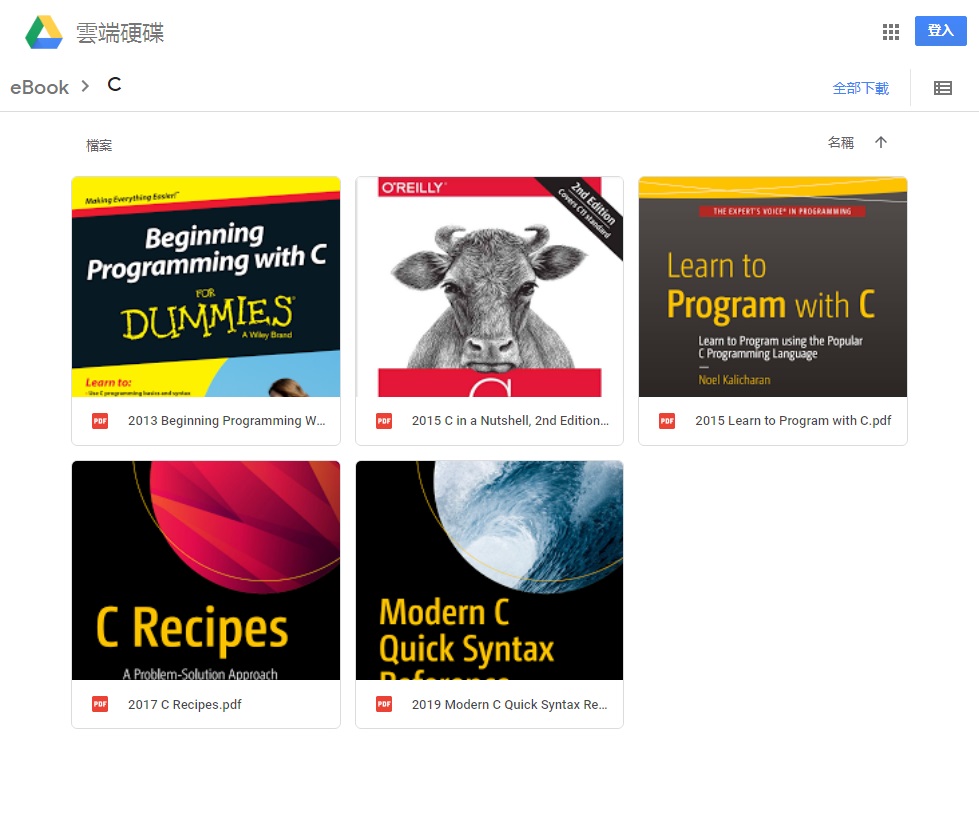 雲端硬碟
登入
eBook > C
全部下載
檔案
名稱
Making Everything Easier!™
Beginning
Programming with C
FOR
DUMMIES
A Wiley Brand
Learn to:
• Use C programming basics and syntax
PDF 2013 Beginning Programming W...
O'REILLY®
2nd Edition
Covers C11 standard
C
PDF 2015 C in a Nutshell, 2nd Edition...
THE EXPERT'S VOICE® IN PROGRAMMING
Learn to
Program with C
Learn to Program using the Popular
C Programming Language
—
Noel Kalicharan
PDF 2015 Learn to Program with C.pdf
C Recipes
A Problem-Solution Approach
PDF 2017 C Recipes.pdf
Modern C
Quick Syntax
Reference
PDF 2019 Modern C Quick Syntax Re...